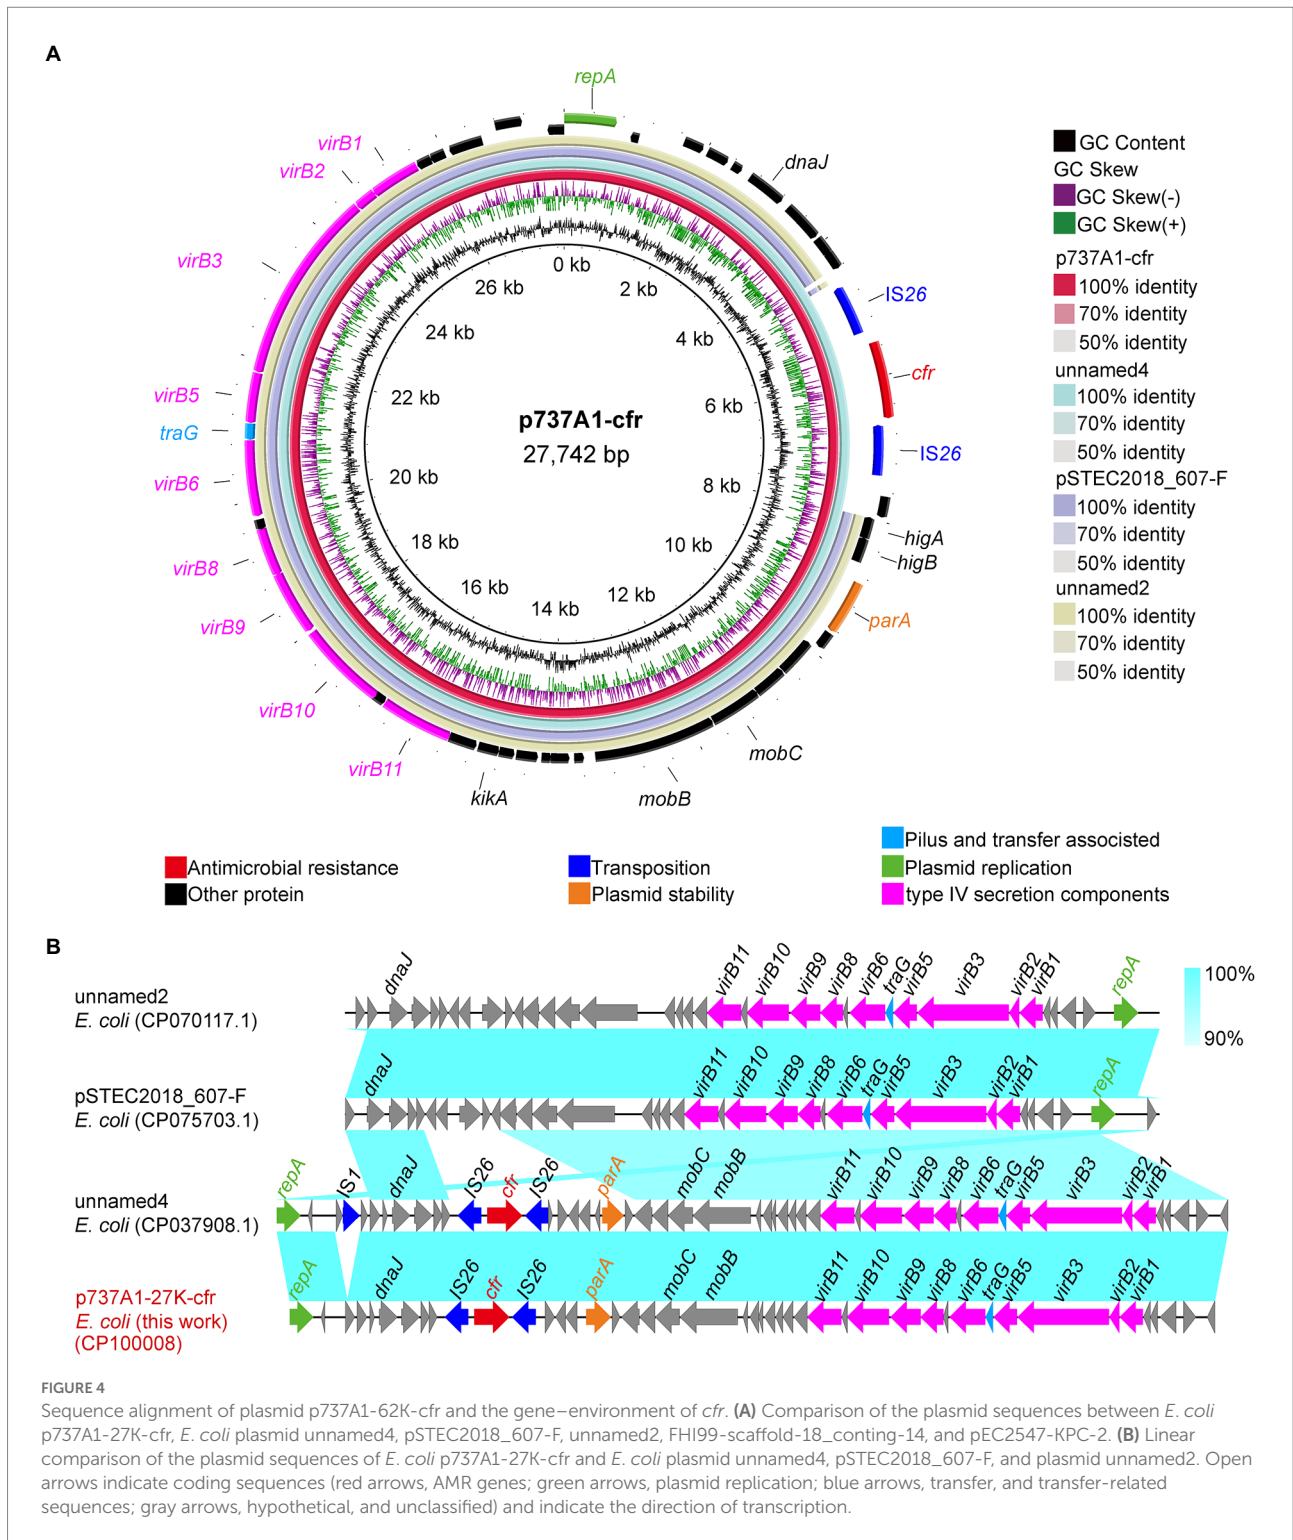 A
repA
dnaJ
IS26
cfr
IS26
higA
higB
parA
mobC
mobB
kikA
virB11
virB10
virB9
virB8
virB6
traG
virB5
virB3
virB2
virB1
0 kb
2 kb
4 kb
6 kb
8 kb
10 kb
12 kb
14 kb
16 kb
18 kb
20 kb
22 kb
24 kb
26 kb
p737A1-cfr
27,742 bp
GC Content
GC Skew
GC Skew(-)
GC Skew(+)
p737A1-cfr
100% identity
70% identity
50% identity
unnamed4
100% identity
70% identity
50% identity
pSTEC2018_607-F
100% identity
70% identity
50% identity
unnamed2
100% identity
70% identity
50% identity
Antimicrobial resistance
Other protein
Transposition
Plasmid stability
Pilus and transfer associsted
Plasmid replication
type IV secretion components
B
unnamed2
E. coli (CP070117.1)
dnaJ virB11 virB10 virB9 virB8 virB6 traG virB5 virB3 virB2 virB1 repA
100%
90%
pSTEC2018_607-F
E. coli (CP075703.1)
dnaJ virB11 virB10 virB9 virB8 virB6 traG virB5 virB3 virB2 virB1 repA
unnamed4
E. coli (CP037908.1)
repA IS1 dnaJ IS26 cfr IS26 parA mobC mobB virB11 virB10 virB9 virB8 virB6 traG virB5 virB3 virB2 virB1
p737A1-27K-cfr
E. coli (this work)
(CP100008)
repA dnaJ IS26 cfr IS26 parA mobC mobB virB11 virB10 virB9 virB8 virB6 traG virB5 virB3 virB2 virB1
FIGURE 4
Sequence alignment of plasmid p737A1-62K-cfr and the gene–environment of cfr. (A) Comparison of the plasmid sequences between E. coli
p737A1-27K-cfr, E. coli plasmid unnamed4, pSTEC2018_607-F, unnamed2, FHI99-scaffold-18_conting-14, and pEC2547-KPC-2. (B) Linear
comparison of the plasmid sequences of E. coli p737A1-27K-cfr and E. coli plasmid unnamed4, pSTEC2018_607-F, and plasmid unnamed2. Open
arrows indicate coding sequences (red arrows, AMR genes; green arrows, plasmid replication; blue arrows, transfer, and transfer-related
sequences; gray arrows, hypothetical, and unclassified) and indicate the direction of transcription.